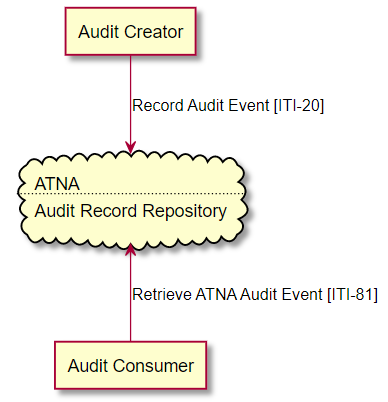 Audit Creator
Record Audit Event [ITI-20]
ATNA
Audit Record Repository
Retrieve ATNA Audit Event [ITI-81]
Audit Consumer